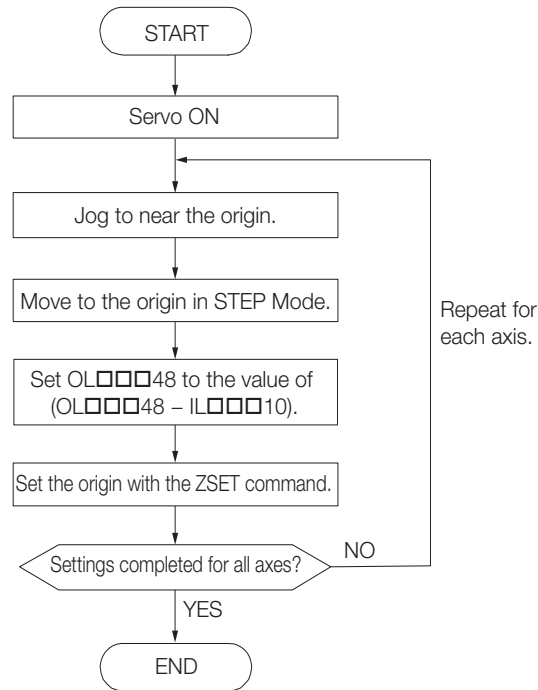 START
Servo ON
Jog to near the origin.
Move to the origin in STEP Mode.
Repeat for
each axis.
Set OL□□□48 to the value of
(OL□□□48 – IL□□□10).
Set the origin with the ZSET command.
Settings completed for all axes?
NO
YES
END